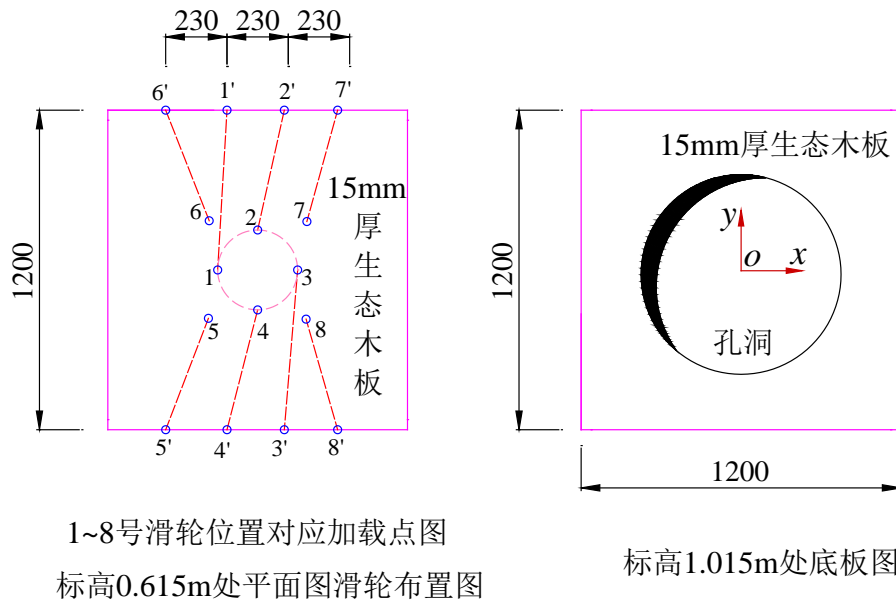 230 230 230
6' 1' 2' 7'
15mm
厚
生
态
木
板
6 2 7
1 3
4
5 8
5' 4' 3' 8'
1200
1~8号滑轮位置对应加载点图
标高0.615m处平面图滑轮布置图
15mm厚生态木板
y
o x
孔洞
1200
1200
标高1.015m处底板图